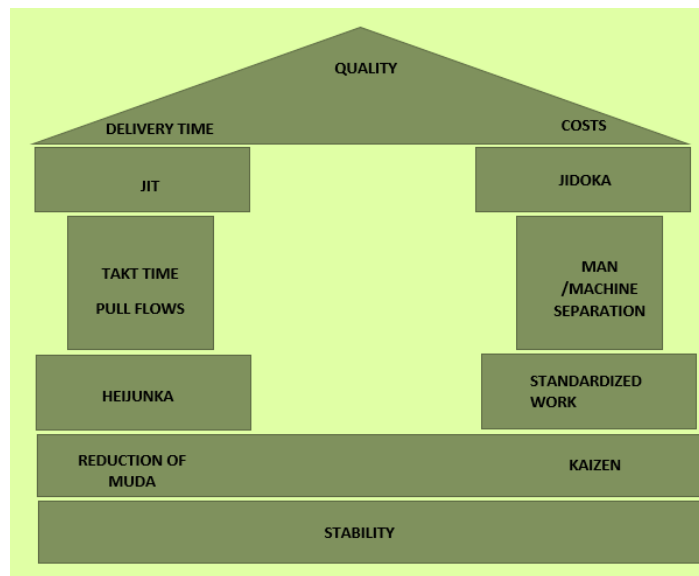 QUALITY
DELIVERY TIME
COSTS
JIT
JIDOKA
TAKT TIME
PULL FLOWS
MAN
/MACHINE
SEPARATION
HEIJUNKA
STANDARDIZED
WORK
REDUCTION OF
MUDA
KAIZEN
STABILITY